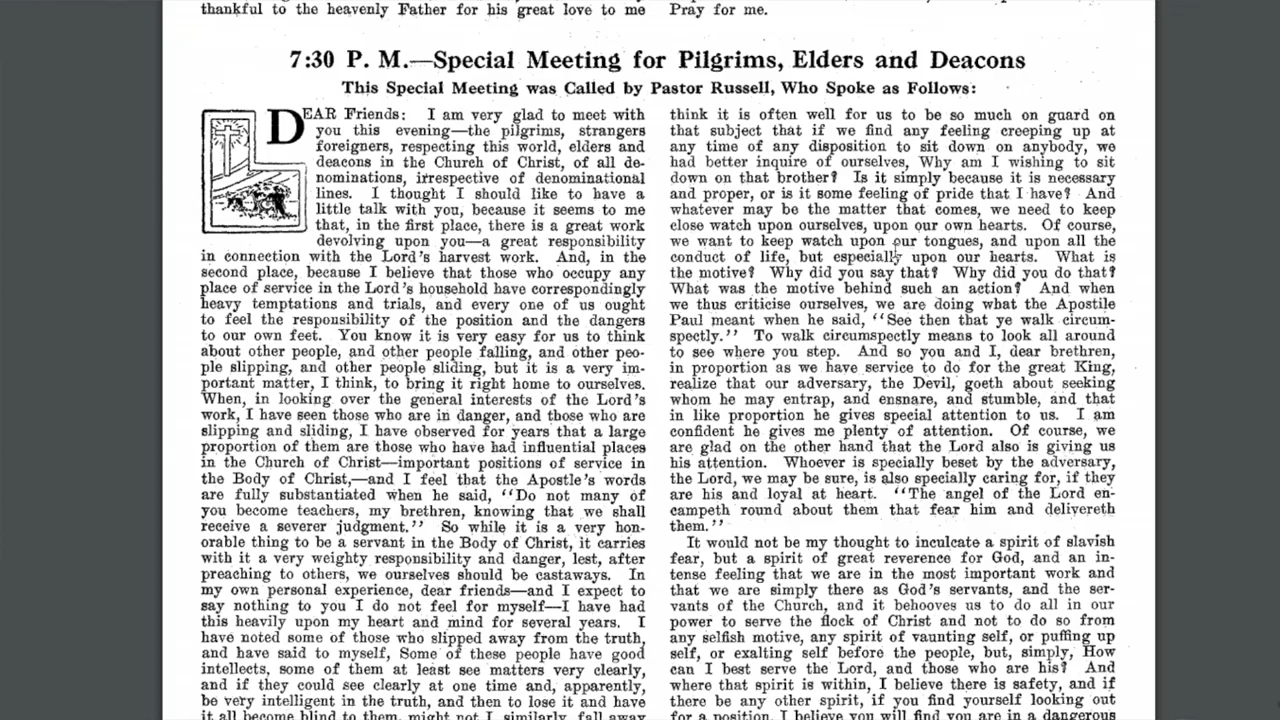 thankful to the heavenly Father for his great love to me
Pray for me.
7:30 P. M.—Special Meeting for Pilgrims, Elders and Deacons
This Special Meeting was Called by Pastor Russell, Who Spoke as Follows:
DEAR Friends: I am very glad to meet with
you this evening—the pilgrims, strangers
foreigners, respecting this world, elders and
deacons in the Church of Christ, of all de-
nominations, irrespective of denominational
lines. I thought I should like to have a
little talk with you, because it seems to me
that, in the first place, there is a great work
devolving upon you—a great responsibility
in connection with the Lord's harvest work. And, in the
second place, because I believe that those who occupy any
place of service in the Lord's household have correspondingly
heavy temptations and trials, and every one of us ought
to feel the responsibility of the position and the dangers
to our own feet. You know it is very easy for us to think
about other people, and other people falling, and other peo-
ple slipping, and other people sliding, but it is a very im-
portant matter, I think, to bring it right home to ourselves.
When, in looking over the general interests of the Lord's
work, I have seen those who are in danger, and those who are
slipping and sliding, I have observed for years that a large
proportion of them are those who have had influential places
in the Church of Christ—important positions of service in
the Body of Christ,—and I feel that the Apostle's words
are fully substantiated when he said, "Do not many of
you become teachers, my brethren, knowing that we shall
receive a severer judgment." So while it is a very hon-
orable thing to be a servant in the Body of Christ, it carries
with it a very weighty responsibility and danger, lest, after
preaching to others, we ourselves should be castaways. In
my own personal experience, dear friends—and I expect to
say nothing to you I do not feel for myself—I have had
this heavily upon my heart and mind for several years. I
have noted some of those who slipped away from the truth,
and have said to myself, Some of these people have good
intellects, some of them at least see matters very clearly,
and if they could see clearly at one time and, apparently,
be very intelligent in the truth, and then to lose it and have
it all become blind to them, might not I similarly fall away
think it is often well for us to be so much on guard on
that subject that if we find any feeling creeping up at
any time of any disposition to sit down on anybody, we
had better inquire of ourselves, Why am I wishing to sit
down on that brother? Is it simply because it is necessary
and proper, or is it some feeling of pride that I have? And
whatever may be the matter that comes, we need to keep
close watch upon ourselves, upon our own hearts. Of course,
we want to keep watch upon our tongues, and upon all the
conduct of life, but especially upon our hearts. What is
the motive? Why did you say that? Why did you do that?
What was the motive behind such an action? And when
we thus criticise ourselves, we are doing what the Apostle
Paul meant when he said, "See then that ye walk circum-
spectly." To walk circumspectly means to look all around
to see where you step. And so you and I, dear brethren,
in proportion as we have service to do for the great King,
realize that our adversary, the Devil, goeth about seeking
whom he may entrap, and ensnare, and stumble, and that
in like proportion he gives special attention to us. I am
confident he gives me plenty of attention. Of course, we
are glad on the other hand that the Lord also is giving us
his attention. Whoever is specially beset by the adversary,
the Lord, we may be sure, is also specially caring for, if they
are his and loyal at heart. "The angel of the Lord en-
campeth round about them that fear him and delivereth
them."
It would not be my thought to inculcate a spirit of slavish
fear, but a spirit of great reverence for God, and an in-
tense feeling that we are in the most important work and
that we are simply there as God's servants, and the ser-
vants of the Church, and it behooves us to do all in our
power to serve the flock of Christ and not to do so from
any selfish motive, any spirit of vaunting self, or puffing up
self, or exalting self before the people, but, simply, How
can I best serve the Lord, and those who are his? And
where that spirit is within, I believe there is safety, and if
there be any other spirit, if you find yourself looking out
for a position, I believe you will find you are in a dangerous